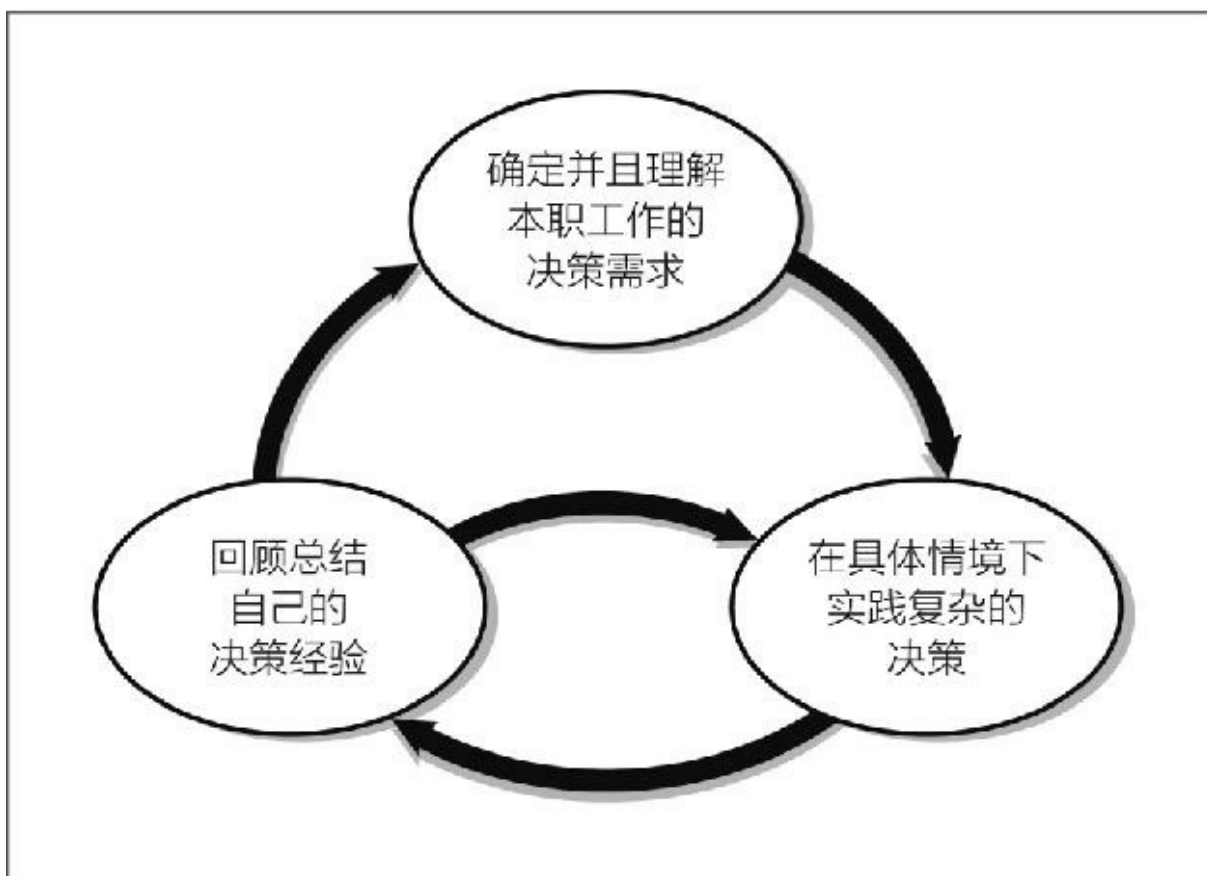 确定并且理解
本职工作的
决策需求
回顾总结
自己的
决策经验
在具体情境下
实践复杂的
决策